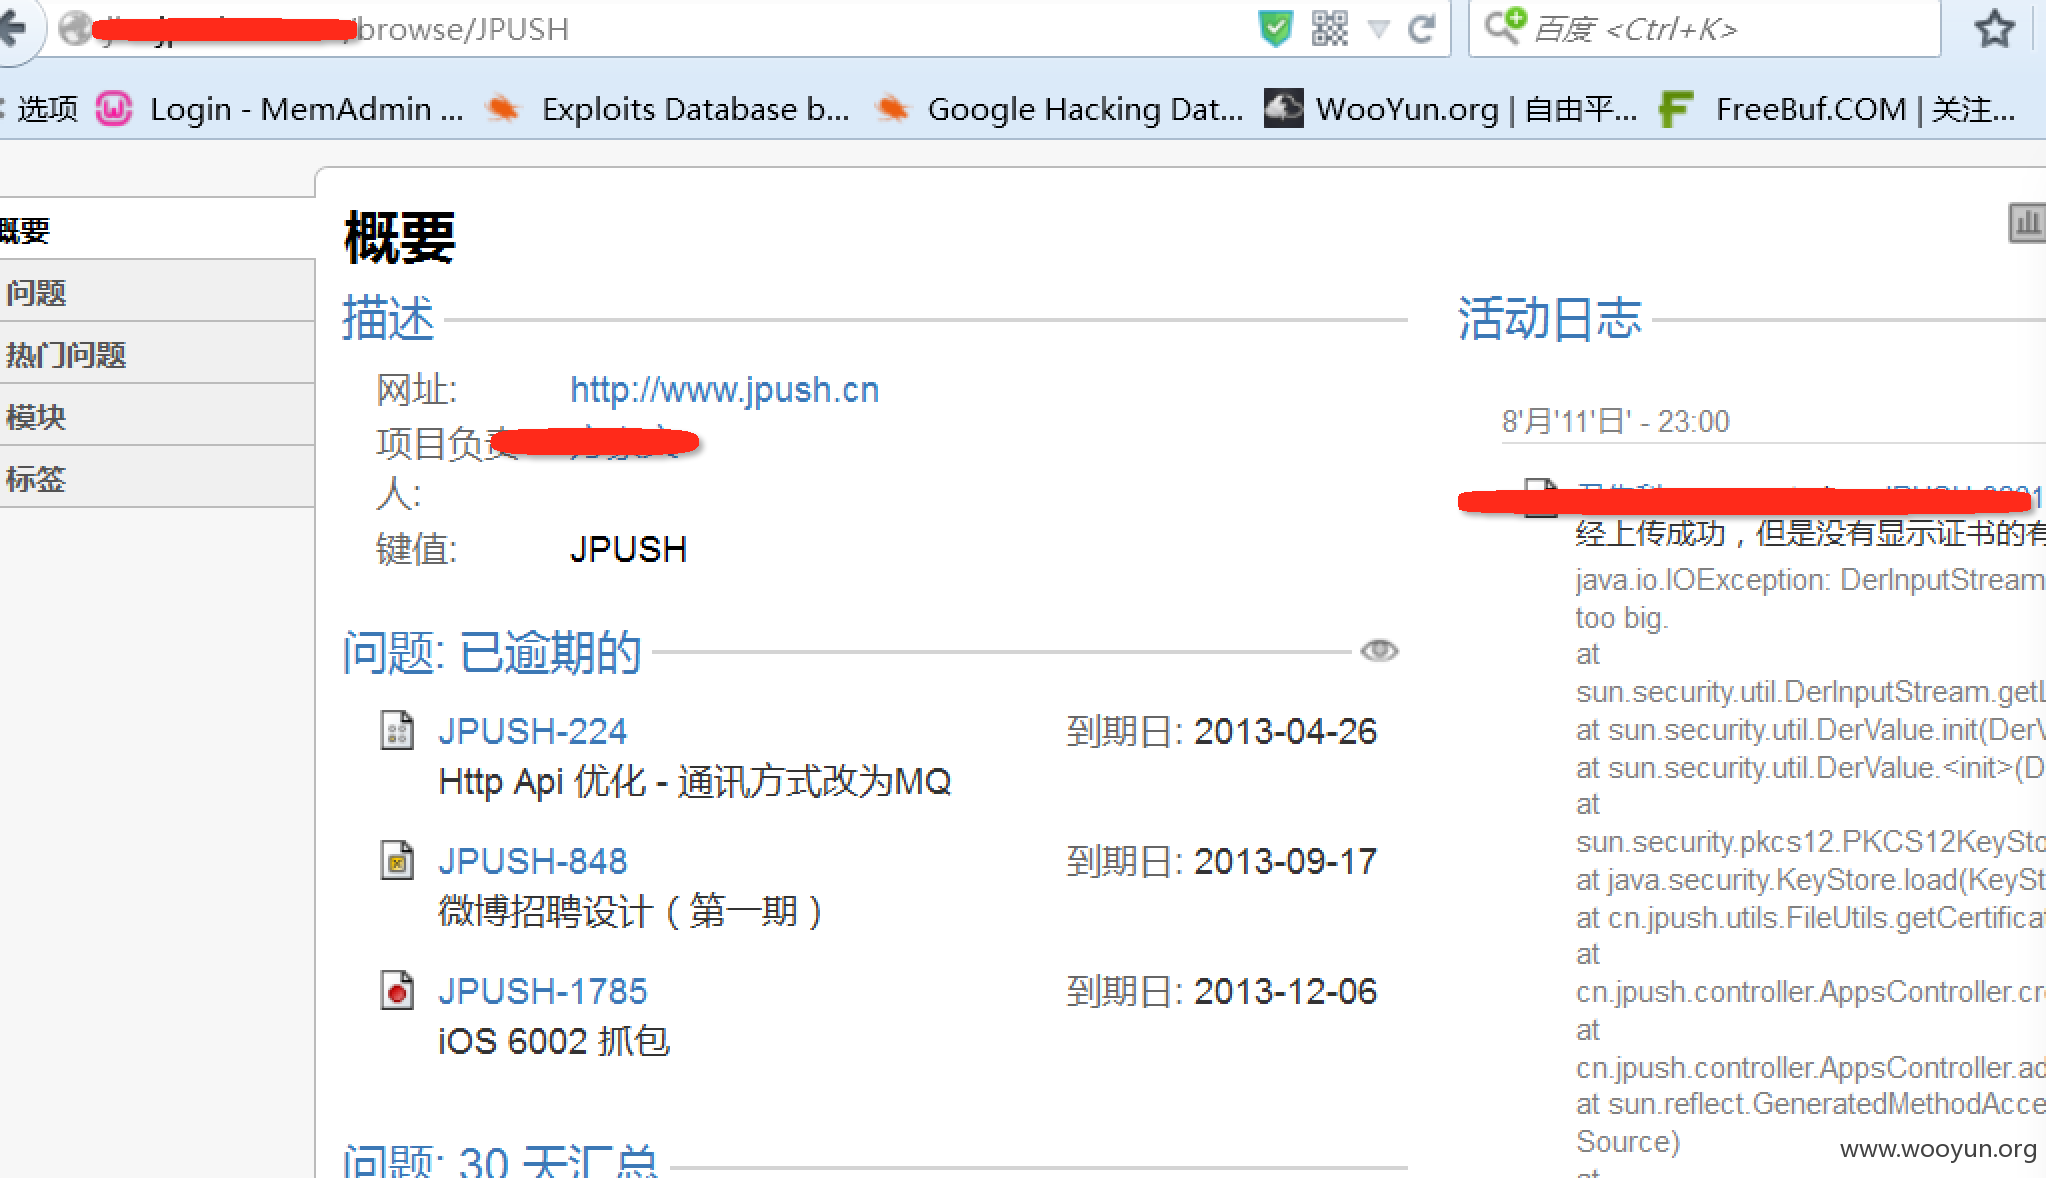 /browse/JPUSH
百度 <Ctrl+K>
选项
Login - MemAdmin ...
Exploits Database b...
Google Hacking Dat...
WooYun.org | 自由平...
FreeBuf.COM | 关注...
概要
问题
热门问题
模块
标签
概要
描述
网址: http://www.jpush.cn
项目负责
人:
键值: JPUSH
问题: 已逾期的
JPUSH-224 到期日: 2013-04-26
Http Api 优化 - 通讯方式改为MQ
JPUSH-848 到期日: 2013-09-17
微博招聘设计（第一期）
JPUSH-1785 到期日: 2013-12-06
iOS 6002 抓包
问题: 30 天汇总
活动日志
8'月'11'日' - 23:00
经上传成功，但是没有显示证书的有
java.io.IOException: DerInputStream
too big.
at
sun.security.util.DerInputStream.getL
at sun.security.util.DerValue.init(DerV
at sun.security.util.DerValue.<init>(D
at
sun.security.pkcs12.PKCS12KeySto
at java.security.KeyStore.load(KeySt
at cn.jpush.utils.FileUtils.getCertifica
at
cn.jpush.controller.AppsController.cr
at
cn.jpush.controller.AppsController.ad
at sun.reflect.GeneratedMethodAcce
Source)
at
www.wooyun.org